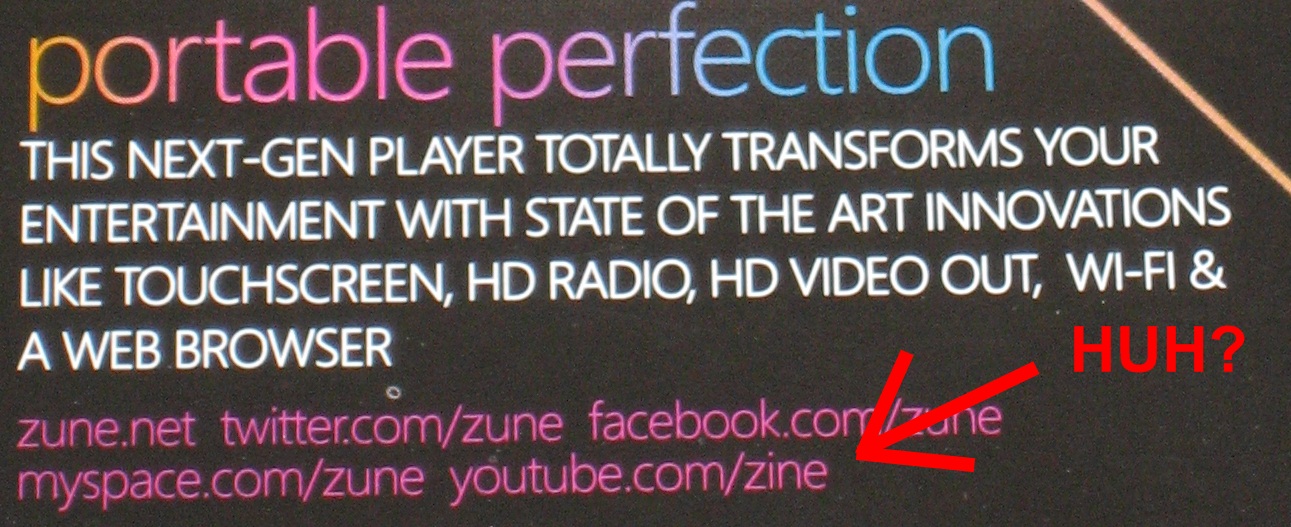 portable perfection
THIS NEXT-GEN PLAYER TOTALLY TRANSFORMS YOUR
ENTERTAINMENT WITH STATE OF THE ART INNOVATIONS
LIKE TOUCHSCREEN, HD RADIO, HD VIDEO OUT, WI-FI &
A WEB BROWSER
HUH?
zune.net twitter.com/zune facebook.com/zune
myspace.com/zune youtube.com/zine